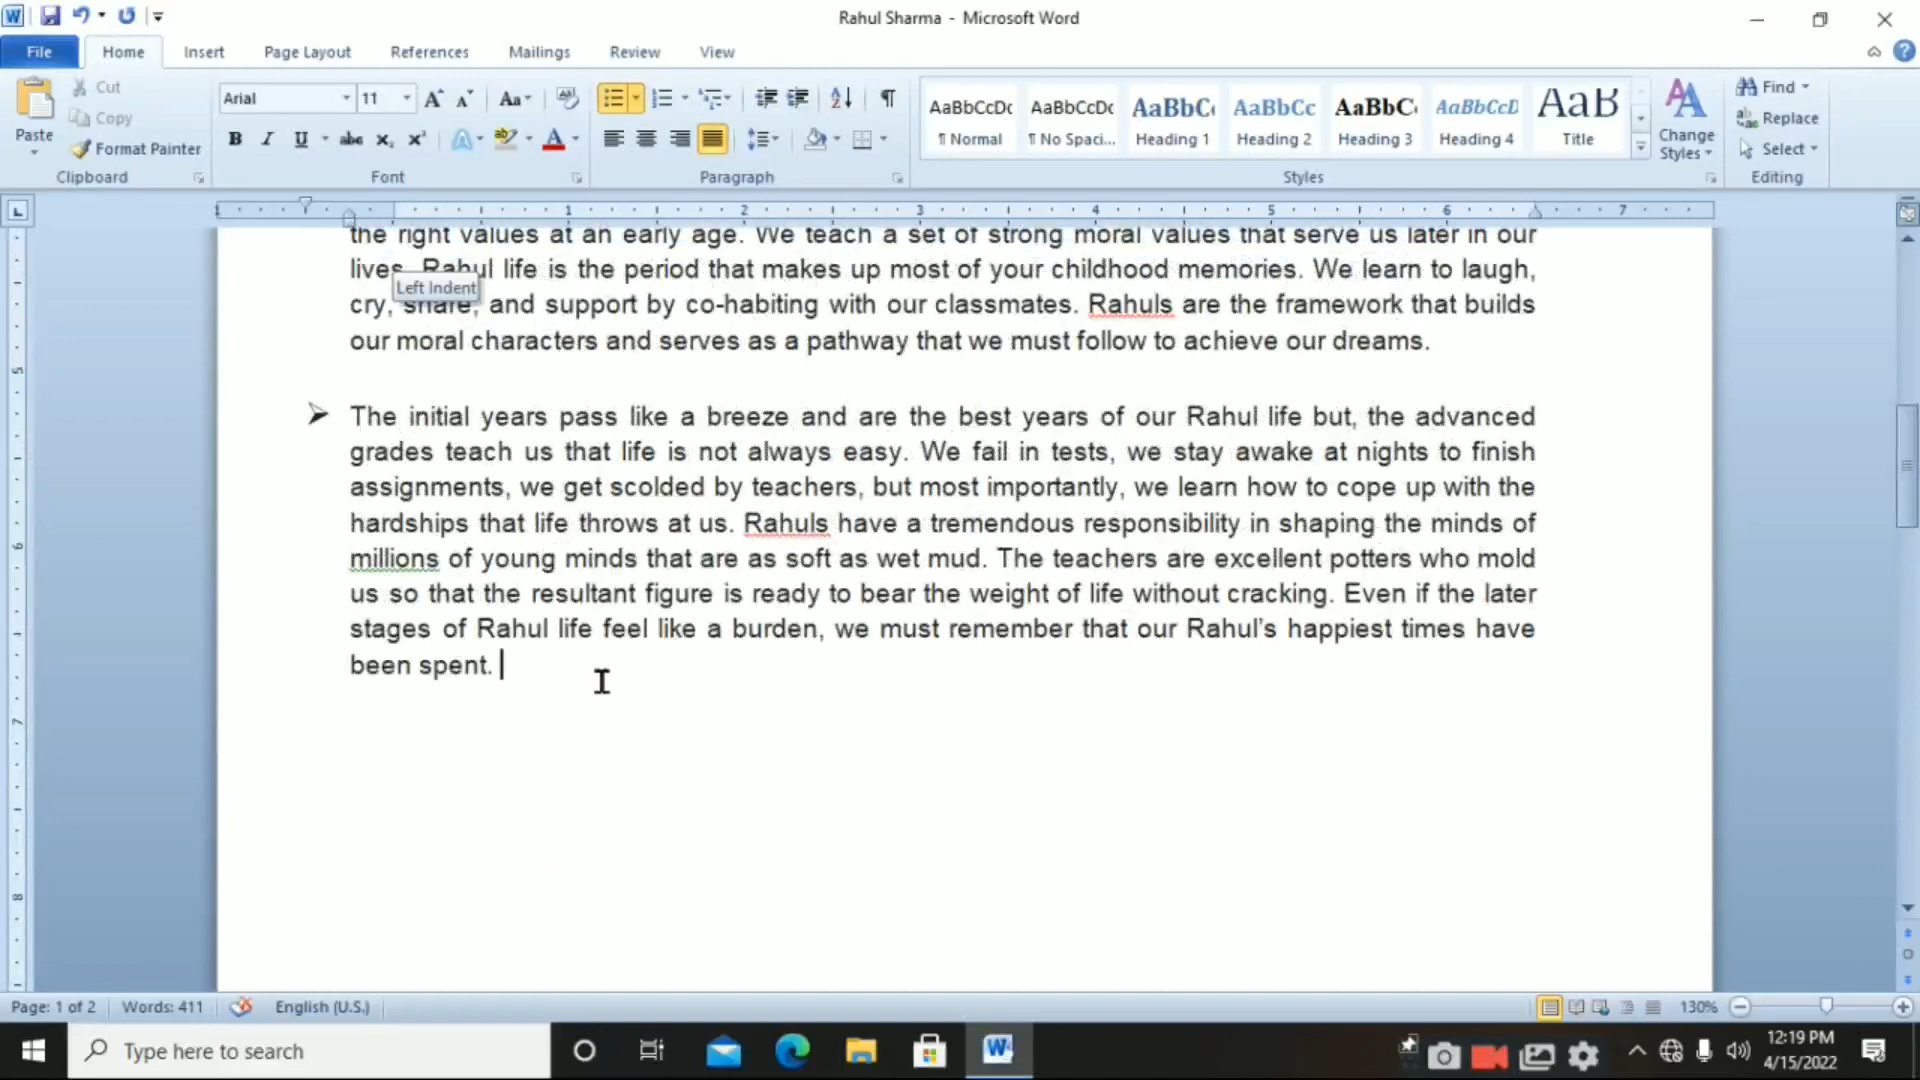 Rahul Sharma - Microsoft Word
File Home Insert Page Layout References Mailings Review View
Paste
Cut
Copy
Format Painter
Clipboard
Arial 11
Font
Paragraph
AaBbCcDc AaBbCcDc AaBbC AaBbCc AaBbC AaBbCcD AaB
¶ Normal ¶ No Spaci... Heading 1 Heading 2 Heading 3 Heading 4 Title
Change
Styles
Styles
Find
Replace
Select
Editing
1 1 2 3 4 5 6 7
the right values at an early age. We teach a set of strong moral values that serve us later in our
lives. Rahul life is the period that makes up most of your childhood memories. We learn to laugh,
Left Indent
cry, share, and support by co-habiting with our classmates. Rahuls are the framework that builds
our moral characters and serves as a pathway that we must follow to achieve our dreams.
The initial years pass like a breeze and are the best years of our Rahul life but, the advanced
grades teach us that life is not always easy. We fail in tests, we stay awake at nights to finish
assignments, we get scolded by teachers, but most importantly, we learn how to cope up with the
hardships that life throws at us. Rahuls have a tremendous responsibility in shaping the minds of
millions of young minds that are as soft as wet mud. The teachers are excellent potters who mold
us so that the resultant figure is ready to bear the weight of life without cracking. Even if the later
stages of Rahul life feel like a burden, we must remember that our Rahul's happiest times have
been spent.
5
6
7
8
Page: 1 of 2 Words: 411 English (U.S.) 130%
Type here to search
12:19 PM
4/15/2022